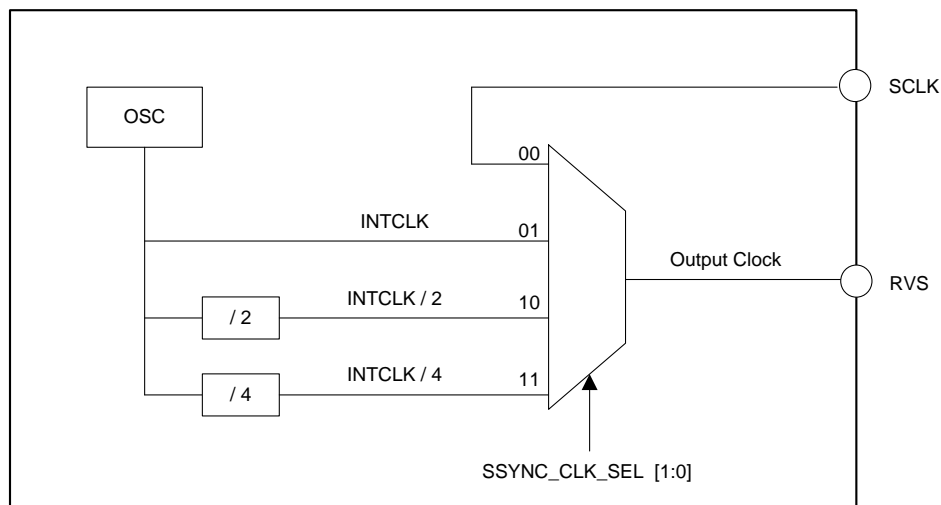 SCLK
OSC
00
INTCLK
01
Output Clock
RVS
INTCLK / 2
10
/ 2
INTCLK / 4
11
/ 4
SSYNC_CLK_SEL [1:0]